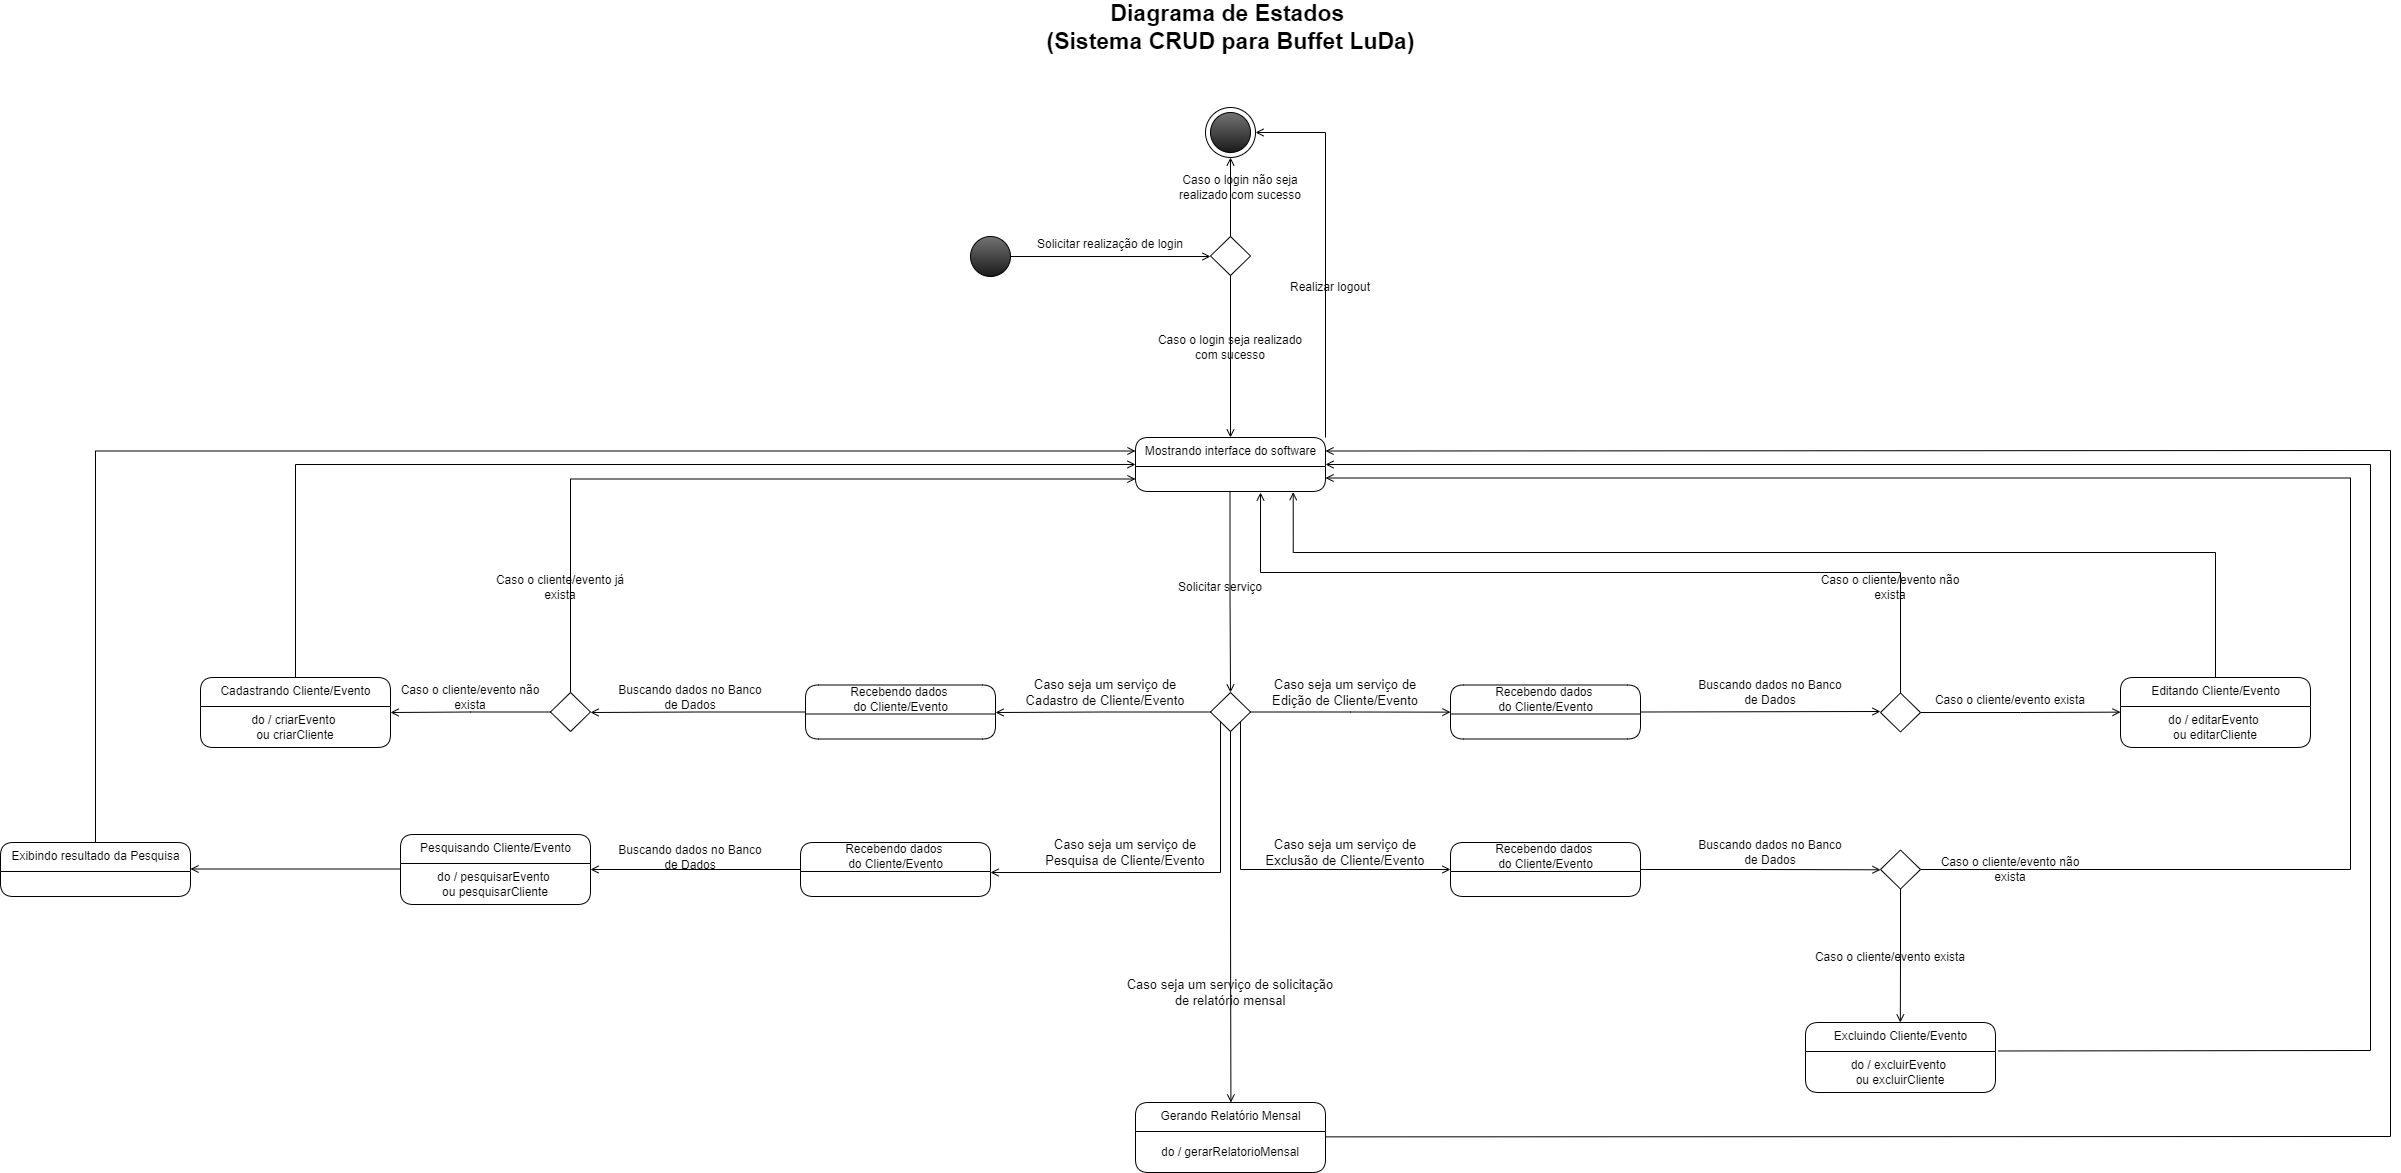 Diagrama de Estados
(Sistema CRUD para Buffet LuDa)
Caso o login não seja
realizado com sucesso
Solicitar realização de login
Realizar logout
Caso o login seja realizado
com sucesso
Mostrando interface do software
Caso o cliente/evento já
exista
Solicitar serviço
Caso o cliente/evento não
exista
Cadastrando Cliente/Evento
do / criarEvento
ou criarCliente
Caso o cliente/evento não
exista
Buscando dados no Banco
de Dados
Recebendo dados
do Cliente/Evento
Caso seja um serviço de
Cadastro de Cliente/Evento
Caso seja um serviço de
Edição de Cliente/Evento
Recebendo dados
do Cliente/Evento
Buscando dados no Banco
de Dados
Caso o cliente/evento exista
Editando Cliente/Evento
do / editarEvento
ou editarCliente
Exibindo resultado da Pesquisa
Pesquisando Cliente/Evento
do / pesquisarEvento
ou pesquisarCliente
Buscando dados no Banco
de Dados
Recebendo dados
do Cliente/Evento
Caso seja um serviço de
Pesquisa de Cliente/Evento
Caso seja um serviço de
Exclusão de Cliente/Evento
Recebendo dados
do Cliente/Evento
Buscando dados no Banco
de Dados
Caso o cliente/evento não
exista
Caso o cliente/evento exista
Caso seja um serviço de solicitação
de relatório mensal
Excluindo Cliente/Evento
do / excluirEvento
ou excluirCliente
Gerando Relatório Mensal
do / gerarRelatorioMensal